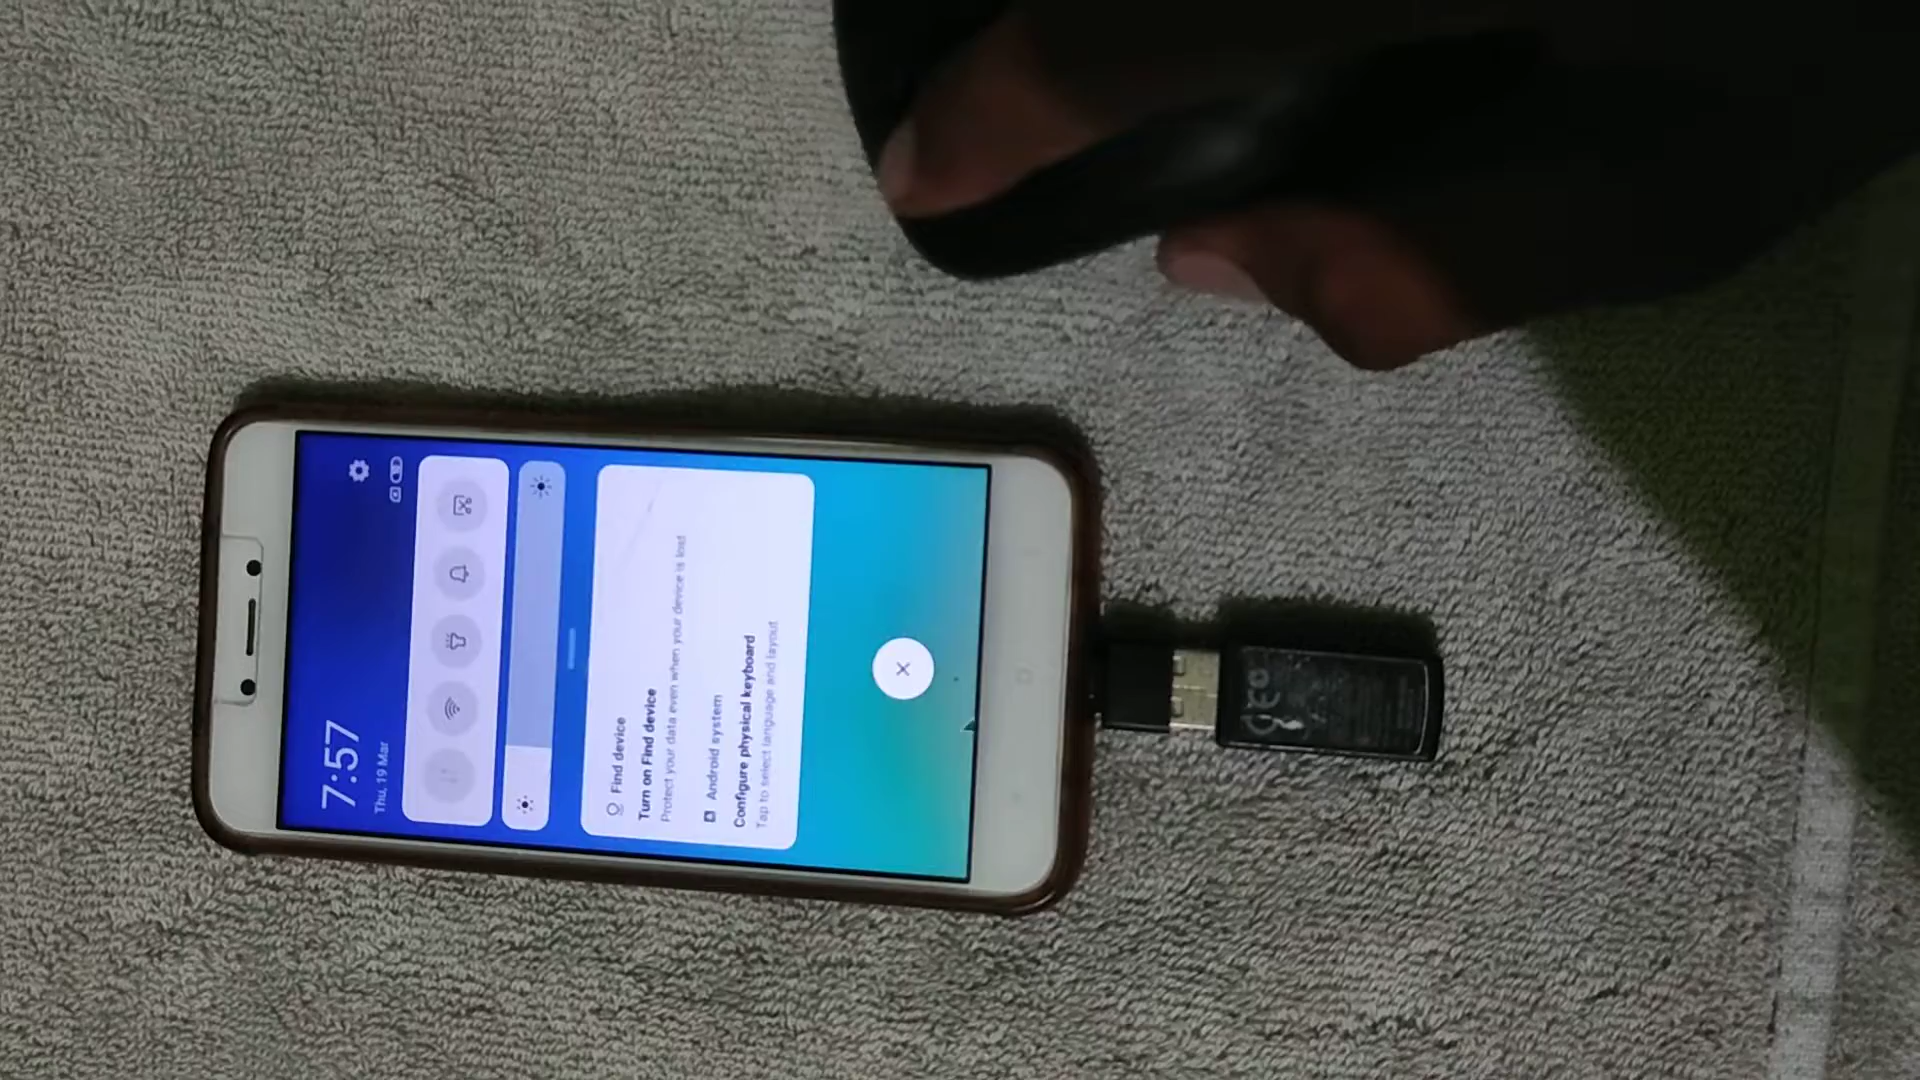 7:57
Thu, 19 Mar
Find device
Turn on Find device
Protect your data even when your device is lost
Android system
Configure physical keyboard
Tap to select language and layout